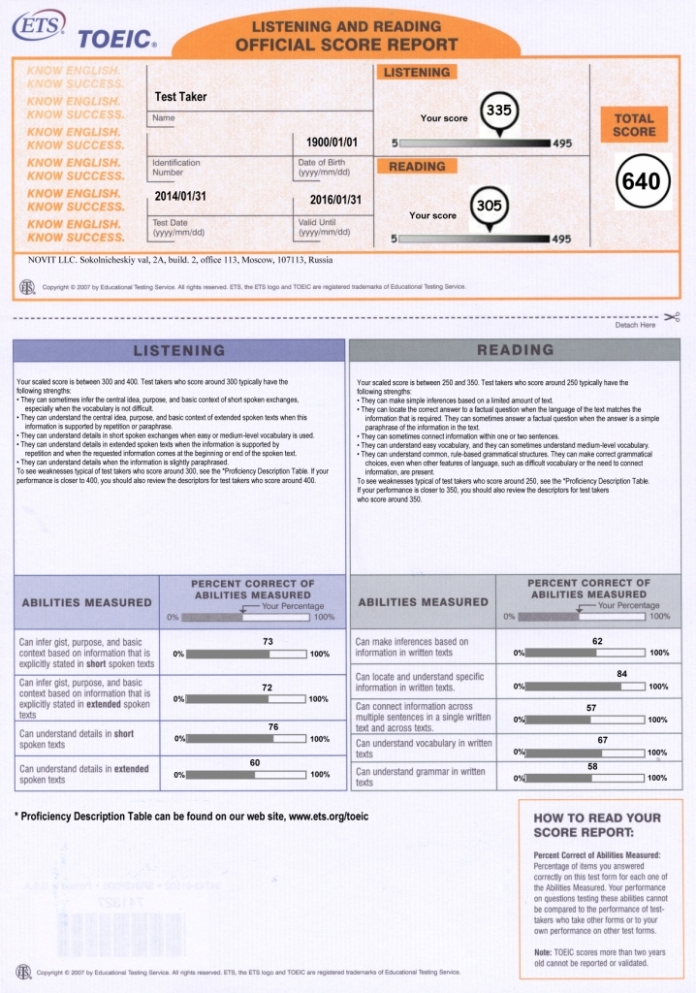 ETS
TOEIC®
LISTENING AND READING
OFFICIAL SCORE REPORT
KNOW ENGLISH.
KNOW SUCCESS.
KNOW ENGLISH.
KNOW SUCCESS.
KNOW ENGLISH.
KNOW SUCCESS.
KNOW ENGLISH.
KNOW SUCCESS.
KNOW ENGLISH.
KNOW SUCCESS.
KNOW ENGLISH.
KNOW SUCCESS.
Test Taker
Name
1900/01/01
Identification
Number
Date of Birth
(yyyy/mm/dd)
2014/01/31
2016/01/31
Test Date
(yyyy/mm/dd)
Valid Until
(yyyy/mm/dd)
LISTENING
Your score
335
5
495
READING
Your score
305
5
495
TOTAL
SCORE
640
NOVIT LLC. Sokolnicheskiy val, 2A, build. 2, office 113, Moscow, 107113, Russia
ETS Copyright © 2007 by Educational Testing Service. All rights reserved. ETS, the ETS logo and TOEIC are registered trademarks of Educational Testing Service.
Detach Here
LISTENING
Your scaled score is between 300 and 400. Test takers who score around 300 typically have the
following strengths:
• They can sometimes infer the central idea, purpose, and basic context of short spoken exchanges,
especially when the vocabulary is not difficult.
• They can understand the central idea, purpose, and basic context of extended spoken texts when this
information is supported by repetition or paraphrase.
• They can understand details in short spoken exchanges when easy or medium-level vocabulary is used.
• They can understand details in extended spoken texts when the information is supported by
repetition and when the requested information comes at the beginning or end of the spoken text.
• They can understand details when the information is slightly paraphrased.
To see weaknesses typical of test takers who score around 300, see the *Proficiency Description Table. If your
performance is closer to 400, you should also review the descriptors for test takers who score around 400.
READING
Your scaled score is between 250 and 350. Test takers who score around 250 typically have the
following strengths:
• They can make simple inferences based on a limited amount of text.
• They can locate the correct answer to a factual question when the language of the text matches the
information that is required. They can sometimes answer a factual question when the answer is a simple
paraphrase of the information in the text.
• They can sometimes connect information within one or two sentences.
• They can understand easy vocabulary, and they can sometimes understand medium-level vocabulary.
• They can understand common, rule-based grammatical structures. They can make correct grammatical
choices, even when other features of language, such as difficult vocabulary or the need to connect
information, are present.
To see weaknesses typical of test takers who score around 250, see the *Proficiency Description Table.
If your performance is closer to 350, you should also review the descriptors for test takers
who score around 350.
ABILITIES MEASURED
PERCENT CORRECT OF
ABILITIES MEASURED
Your Percentage
0%
100%
Can infer gist, purpose, and basic
context based on information that is
explicitly stated in short spoken texts
73
0%
100%
Can infer gist, purpose, and basic
context based on information that is
explicitly stated in extended spoken
texts
72
0%
100%
Can understand details in short
spoken texts
76
0%
100%
Can understand details in extended
spoken texts
60
0%
100%
ABILITIES MEASURED
PERCENT CORRECT OF
ABILITIES MEASURED
Your Percentage
0%
100%
Can make inferences based on
information in written texts
62
0%
100%
Can locate and understand specific
information in written texts.
84
0%
100%
Can connect information across
multiple sentences in a single written
text and across texts.
57
0%
100%
Can understand vocabulary in written
texts
67
0%
100%
Can understand grammar in written
texts
58
0%
100%
* Proficiency Description Table can be found on our web site, www.ets.org/toeic
HOW TO READ YOUR
SCORE REPORT:
Percent Correct of Abilities Measured:
Percentage of items you answered
correctly on this test form for each one of
the Abilities Measured. Your performance
on questions testing these abilities cannot
be compared to the performance of test-
takers who take other forms or to your
own performance on other test forms.
Note: TOEIC scores more than two years
old cannot be reported or validated.
ETS Copyright © 2007 by Educational Testing Service. All rights reserved. ETS, the ETS logo and TOEIC are registered trademarks of Educational Testing Service.